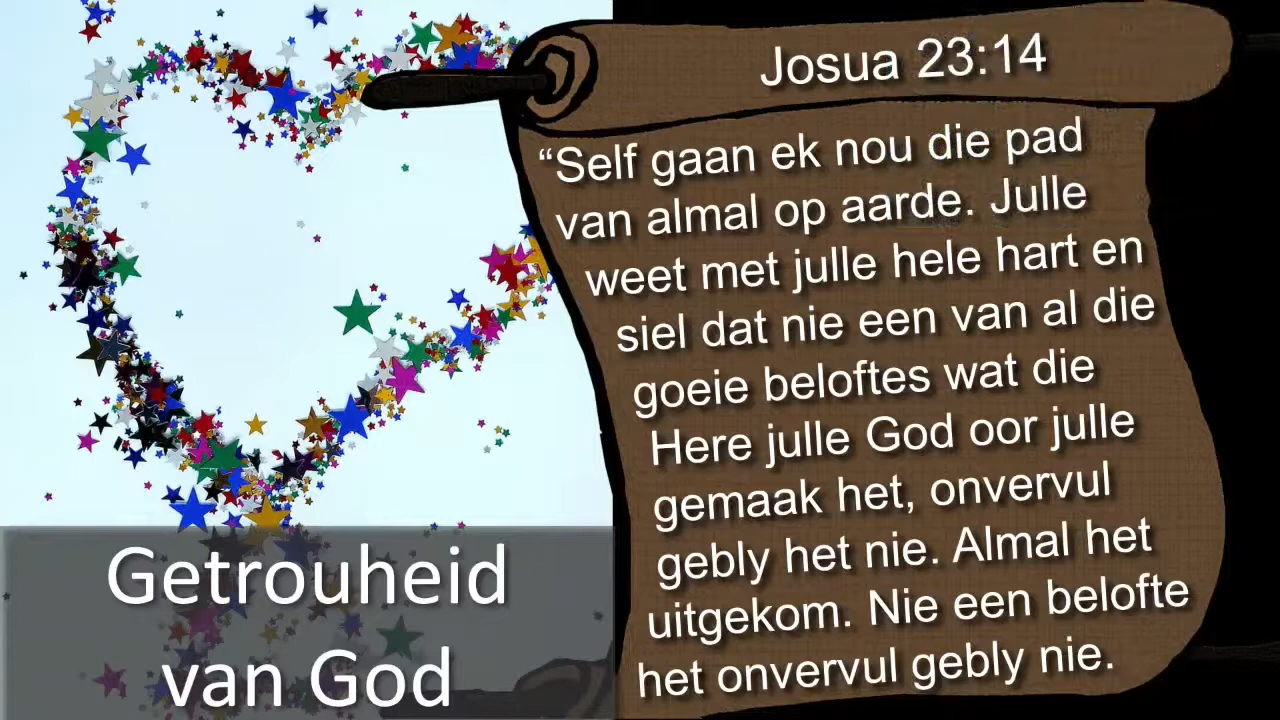 Josua 23:14
“Self gaan ek nou die pad
van almal op aarde. Julle
weet met julle hele hart en
siel dat nie een van al die
goeie beloftes wat die
Here julle God oor julle
gemaak het, onvervul
gebly het nie. Almal het
uitgekom. Nie een belofte
het onvervul gebly nie.
Getrouheid
van God